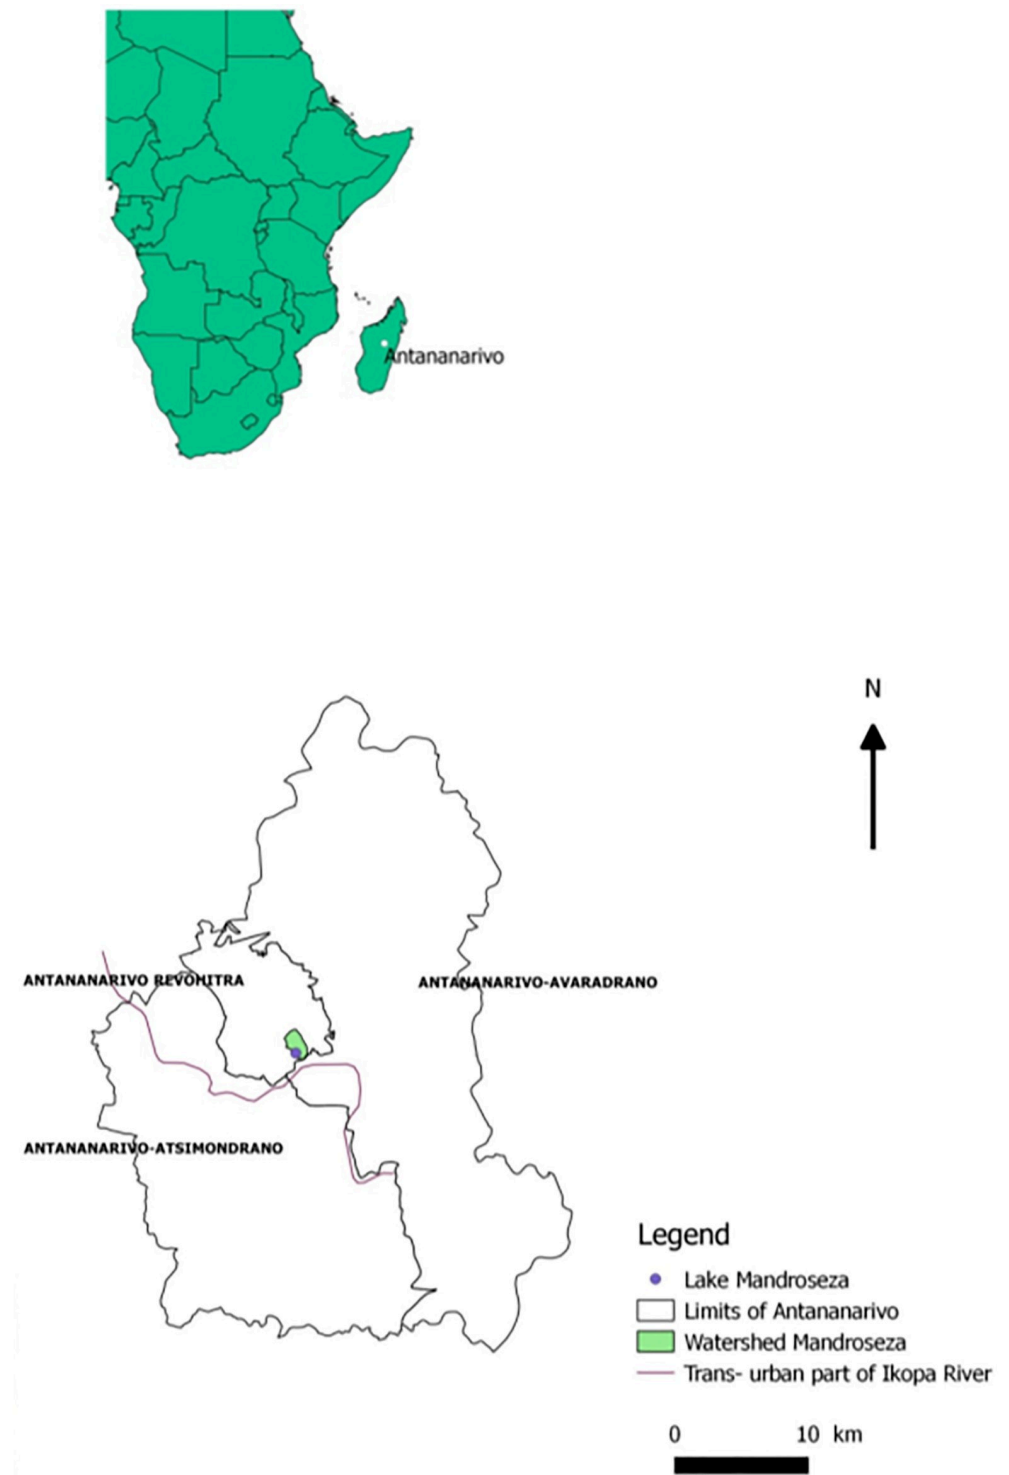 Antananarivo
N
ANTANANARIVO REVOHITRA
ANTANANARIVO-AVARADRANO
ANTANANARIVO-ATSIMONDRANO
Legend
Lake Mandroseza
Limits of Antananarivo
Watershed Mandroseza
Trans- urban part of Ikopa River
0 10 km